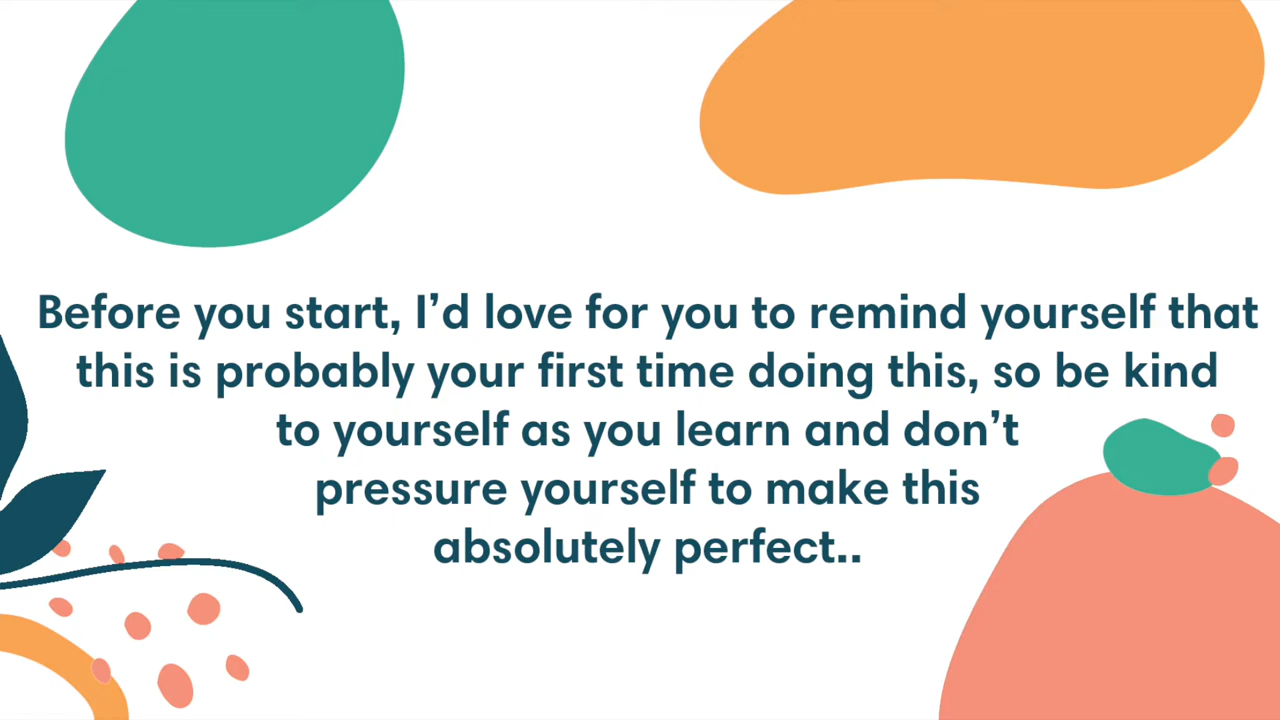 Before you start, I’d love for you to remind yourself that
this is probably your first time doing this, so be kind
to yourself as you learn and don’t
pressure yourself to make this
absolutely perfect..